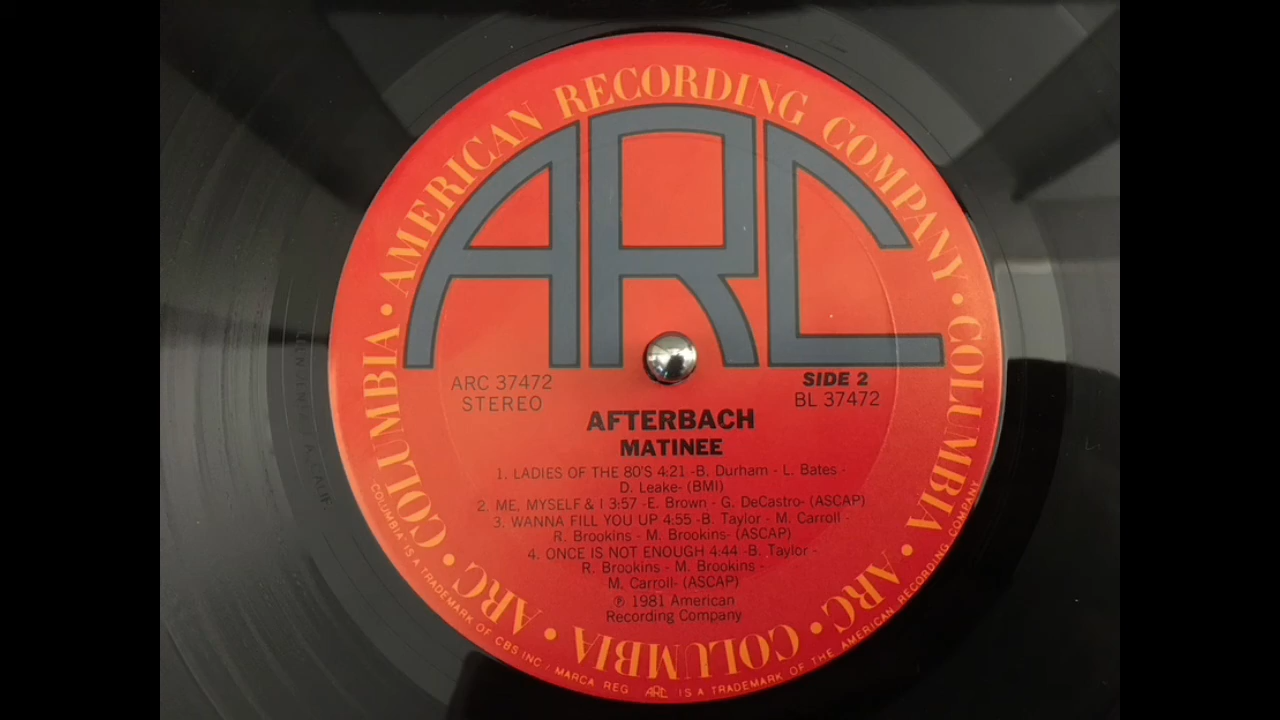 AMERICAN RECORDING COMPANY • COLUMBIA • ARC • COLUMBIA • ARC • COLUMBIA •
ARC
ARC 37472
STEREO
SIDE 2
BL 37472
AFTERBACH
MATINEE
1. LADIES OF THE 80'S 4:21 -B. Durham - L. Bates -
D. Leake- (BMI)
2. ME, MYSELF & I 3:57 -E. Brown - G. DeCastro- (ASCAP)
3. WANNA FILL YOU UP 4:55 -B. Taylor - M. Carroll -
R. Brookins - M. Brookins- (ASCAP)
4. ONCE IS NOT ENOUGH 4:44 -B. Taylor -
R. Brookins - M. Brookins -
M. Carroll- (ASCAP)
℗ 1981 American
Recording Company
"COLUMBIA" IS A TRADEMARK OF CBS INC / MARCA REG ARC IS A TRADEMARK OF THE AMERICAN RECORDING COMPANY